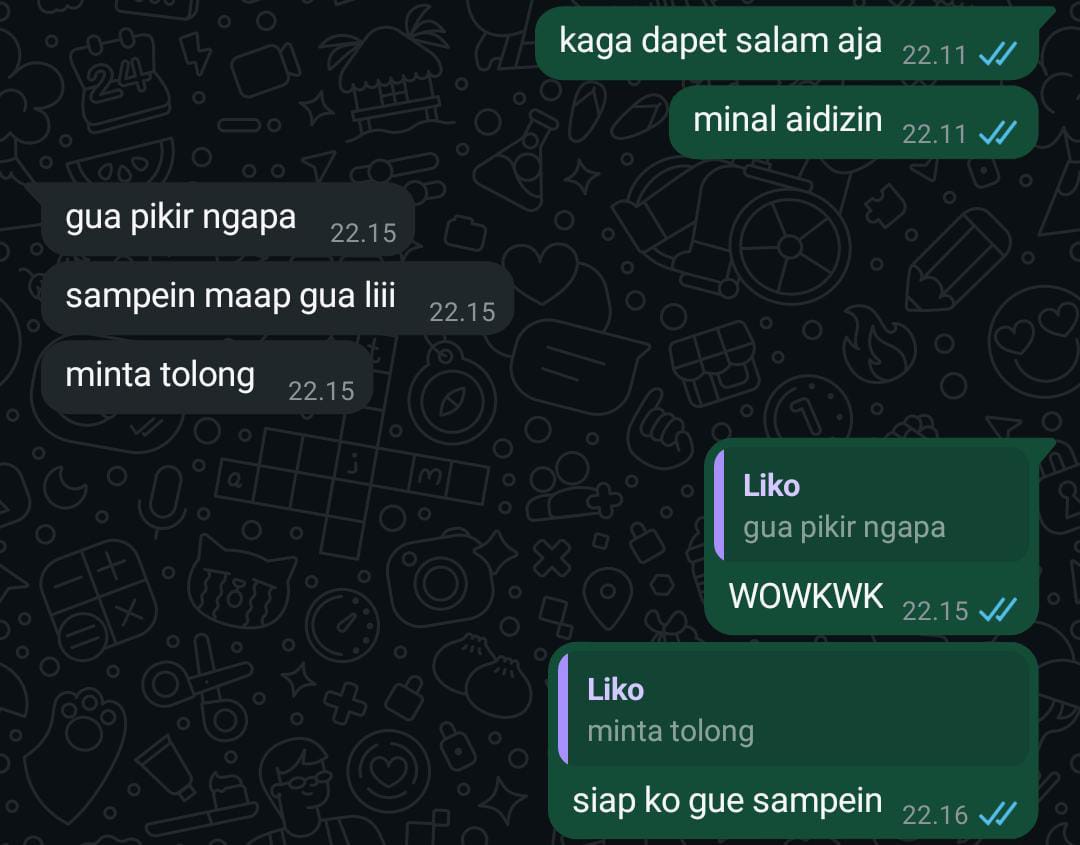 kaga dapet salam aja 22.11
minal aidizin 22.11
gua pikir ngapa 22.15
sampein maap gua liii 22.15
minta tolong 22.15
Liko
gua pikir ngapa
WOWKWK 22.15
Liko
minta tolong
siap ko gue sampein 22.16